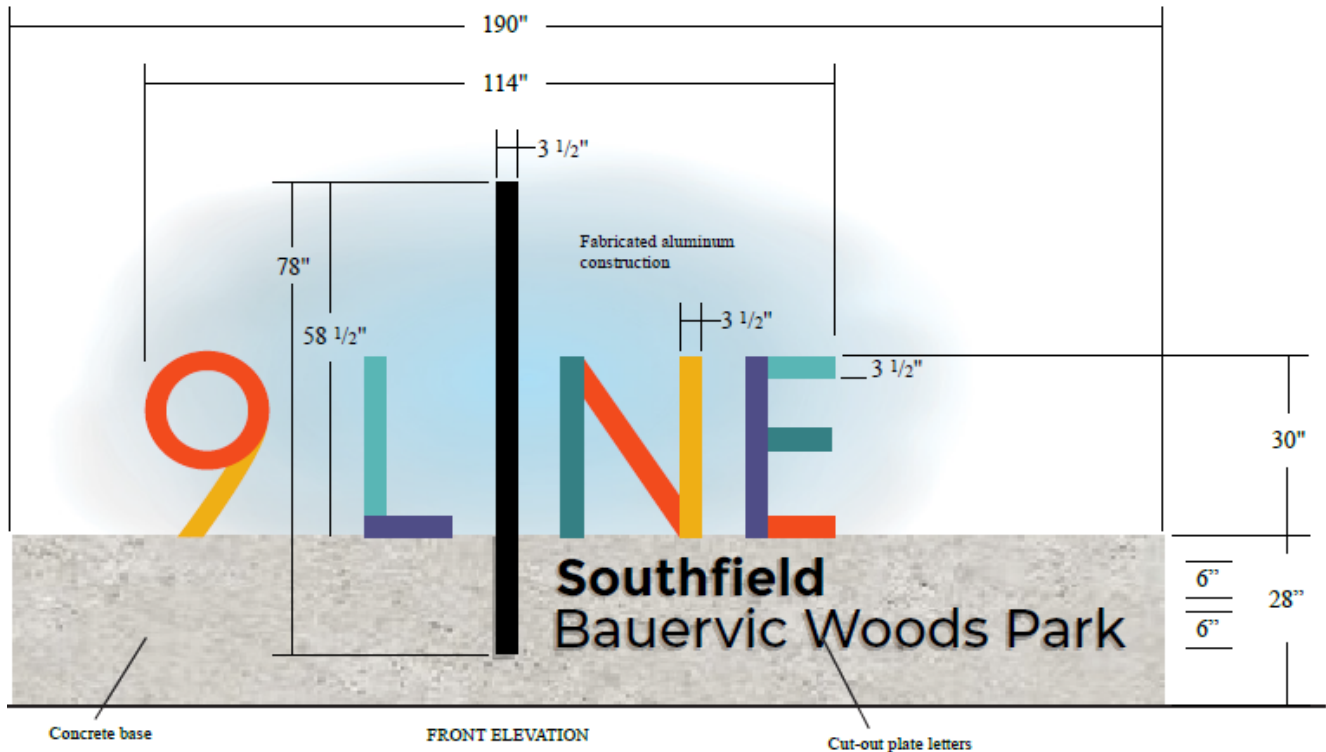 190"
114"
3 1/2"
78"
Fabricated aluminum
construction
58 1/2"
3 1/2"
3 1/2"
9LINE
30"
Southfield
Bauervic Woods Park
6”
6”
28”
Concrete base
FRONT ELEVATION
Cut-out plate letters